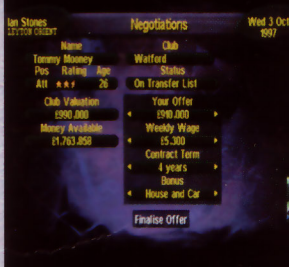 Ian Stones
LEYTON ORIENT
Negotiations
Wed 3 Oct
1997
Name
Tommy Mooney
Pos Rating Age
Att 26
Club
Watford
Status
On Transfer List
Club Valuation
£990.000
Money Available
£1.763.858
Your Offer
£910.000
Weekly Wage
£5.300
Contract Term
4 years
Bonus
House and Car
Finalise Offer